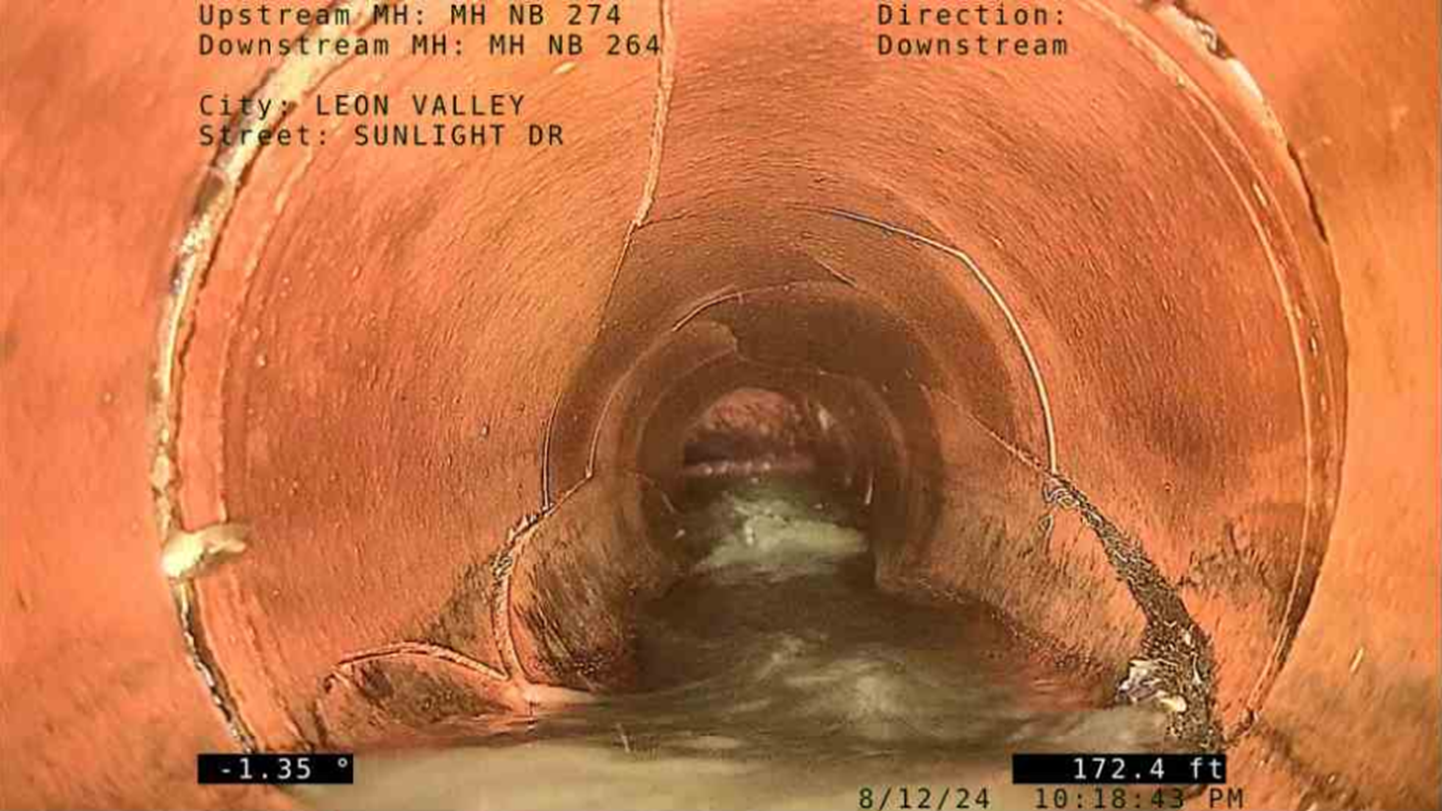 Upstream MH: MH NB 274
Downstream MH: MH NB 264
Direction:
Downstream
City: LEON VALLEY
Street: SUNLIGHT DR
-1.35 °
172.4 ft
8/12/24 10:18:43 PM